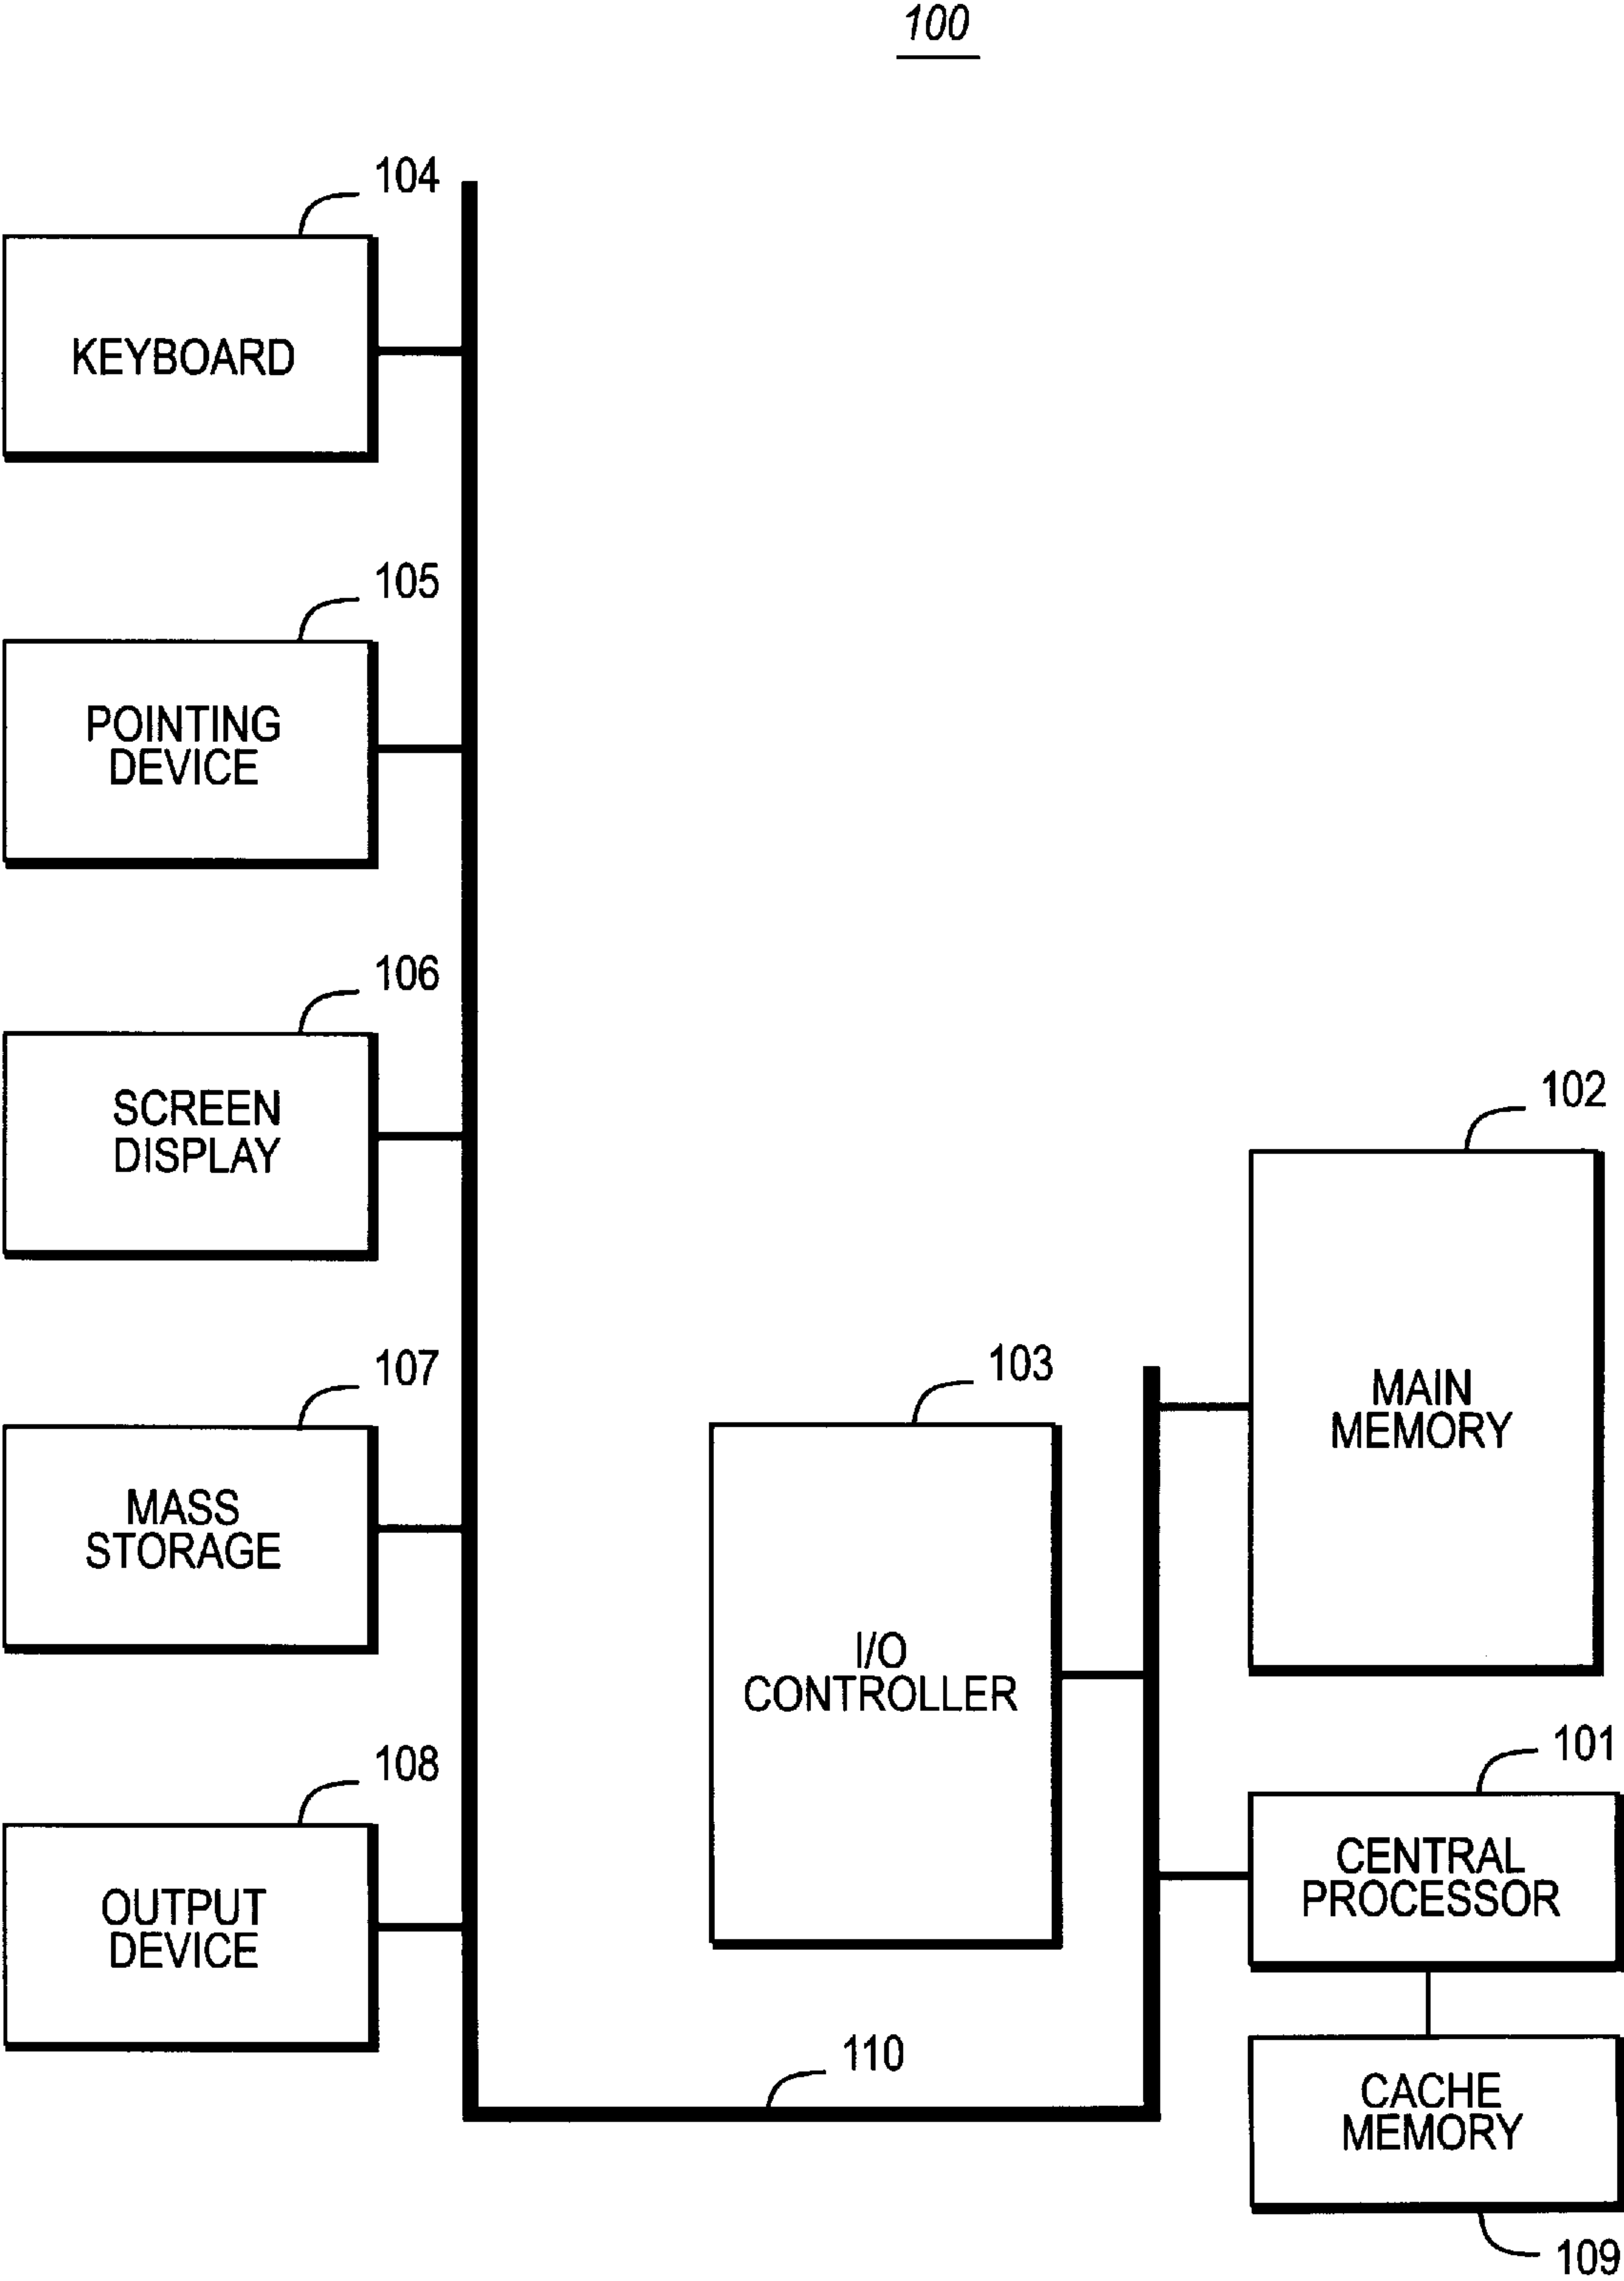 100
104
KEYBOARD
105
POINTING
DEVICE
106
SCREEN
DISPLAY
107
MASS
STORAGE
108
OUTPUT
DEVICE
103
I/O
CONTROLLER
102
MAIN
MEMORY
101
CENTRAL
PROCESSOR
110
CACHE
MEMORY
109